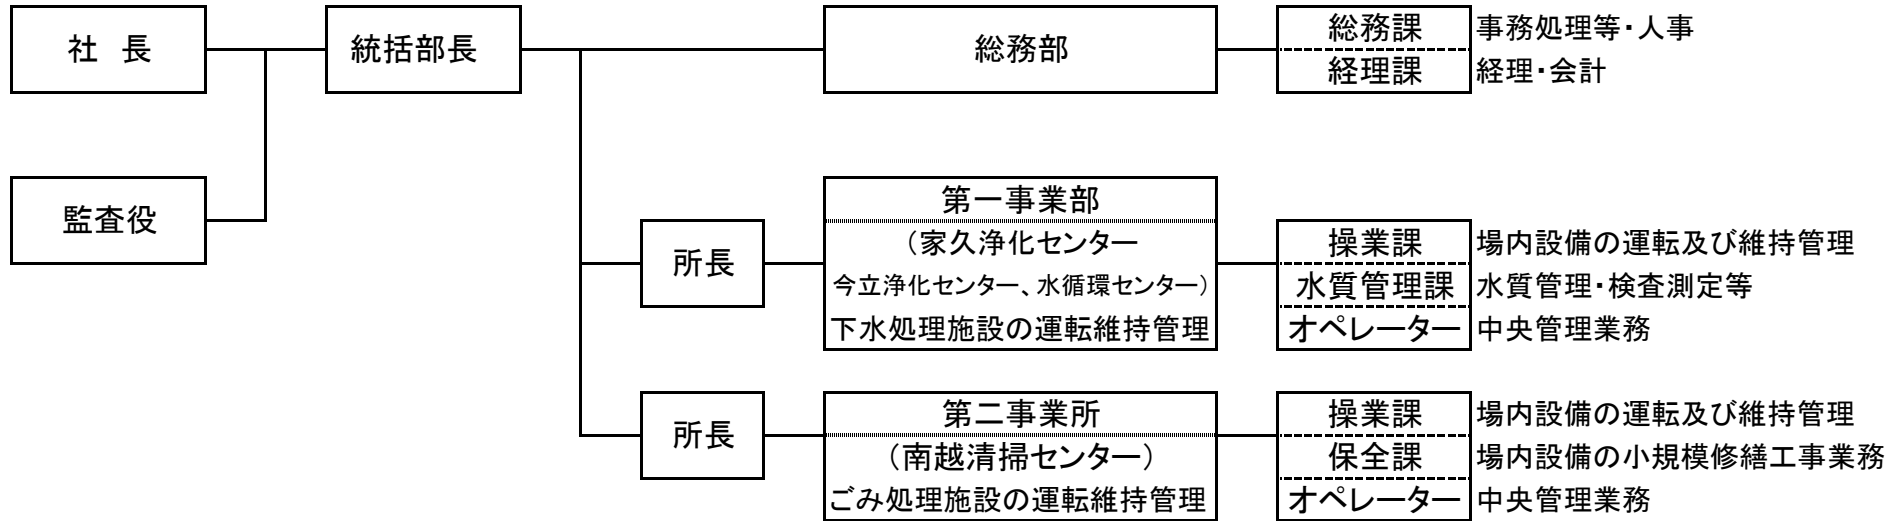 社　長
統括部長
総務部
総務課 事務処理等・人事
経理課 経理・会計
監査役
所長
第一事業部
（家久浄化センター
今立浄化センター、水循環センター）
下水処理施設の運転維持管理
操業課 場内設備の運転及び維持管理
水質管理課 水質管理・検査測定等
オペレーター 中央管理業務
所長
第二事業所
（南越清掃センター）
ごみ処理施設の運転維持管理
操業課 場内設備の運転及び維持管理
保全課 場内設備の小規模修繕工事業務
オペレーター 中央管理業務